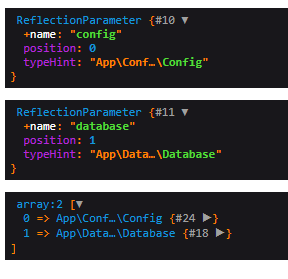 ReflectionParameter {#10 ▼
+name: "config"
position: 0
typeHint: "App\Conf…\Config"
}
ReflectionParameter {#11 ▼
+name: "database"
position: 1
typeHint: "App\Data…\Database"
}
array:2 [▼
0 => App\Conf…\Config {#24 ▶}
1 => App\Data…\Database {#18 ▶}
]